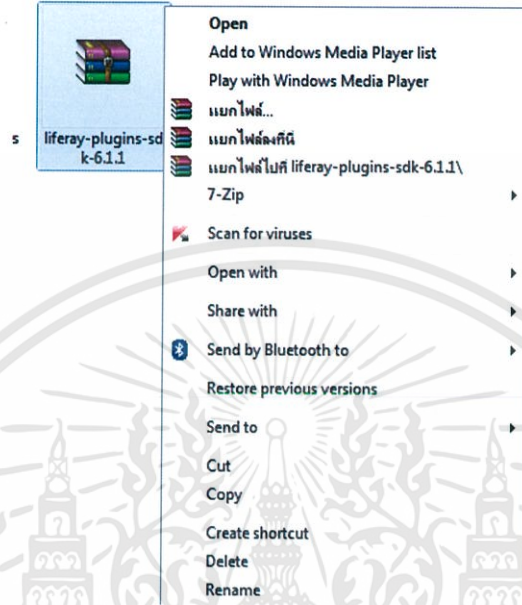 Open
Add to Windows Media Player list
Play with Windows Media Player
แยกไฟล์...
s
liferay-plugins-sd
k-6.1.1
แยกไฟล์ลงที่นี่
แยกไฟล์ไปที่ liferay-plugins-sdk-6.1.1\
7-Zip
Scan for viruses
Open with
Share with
Send by Bluetooth to
Restore previous versions
Send to
Cut
Copy
Create shortcut
Delete
Rename